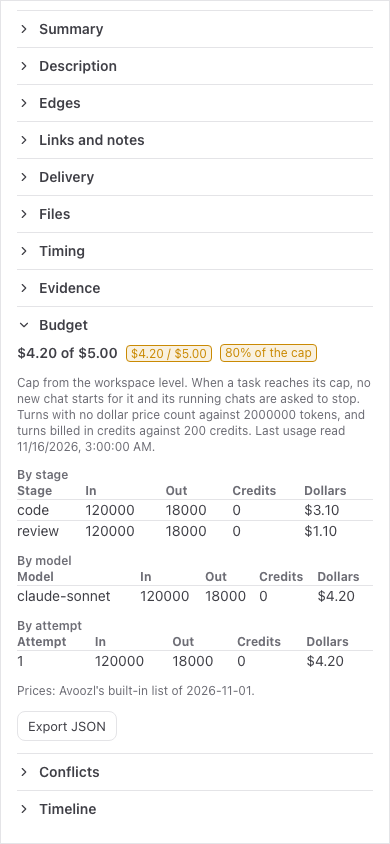 Summary
Description
Edges
Links and notes
Delivery
Files
Timing
Evidence
Budget
$4.20 of $5.00 $4.20 / $5.00 80% of the cap
Cap from the workspace level. When a task reaches its cap, no
new chat starts for it and its running chats are asked to stop.
Turns with no dollar price count against 2000000 tokens, and
turns billed in credits against 200 credits. Last usage read
11/16/2026, 3:00:00 AM.
By stage
Stage In Out Credits Dollars
code 120000 18000 0 $3.10
review 120000 18000 0 $1.10
By model
Model In Out Credits Dollars
claude-sonnet 120000 18000 0 $4.20
By attempt
Attempt In Out Credits Dollars
1 120000 18000 0 $4.20
Prices: Avoozl's built-in list of 2026-11-01.
Export JSON
Conflicts
Timeline